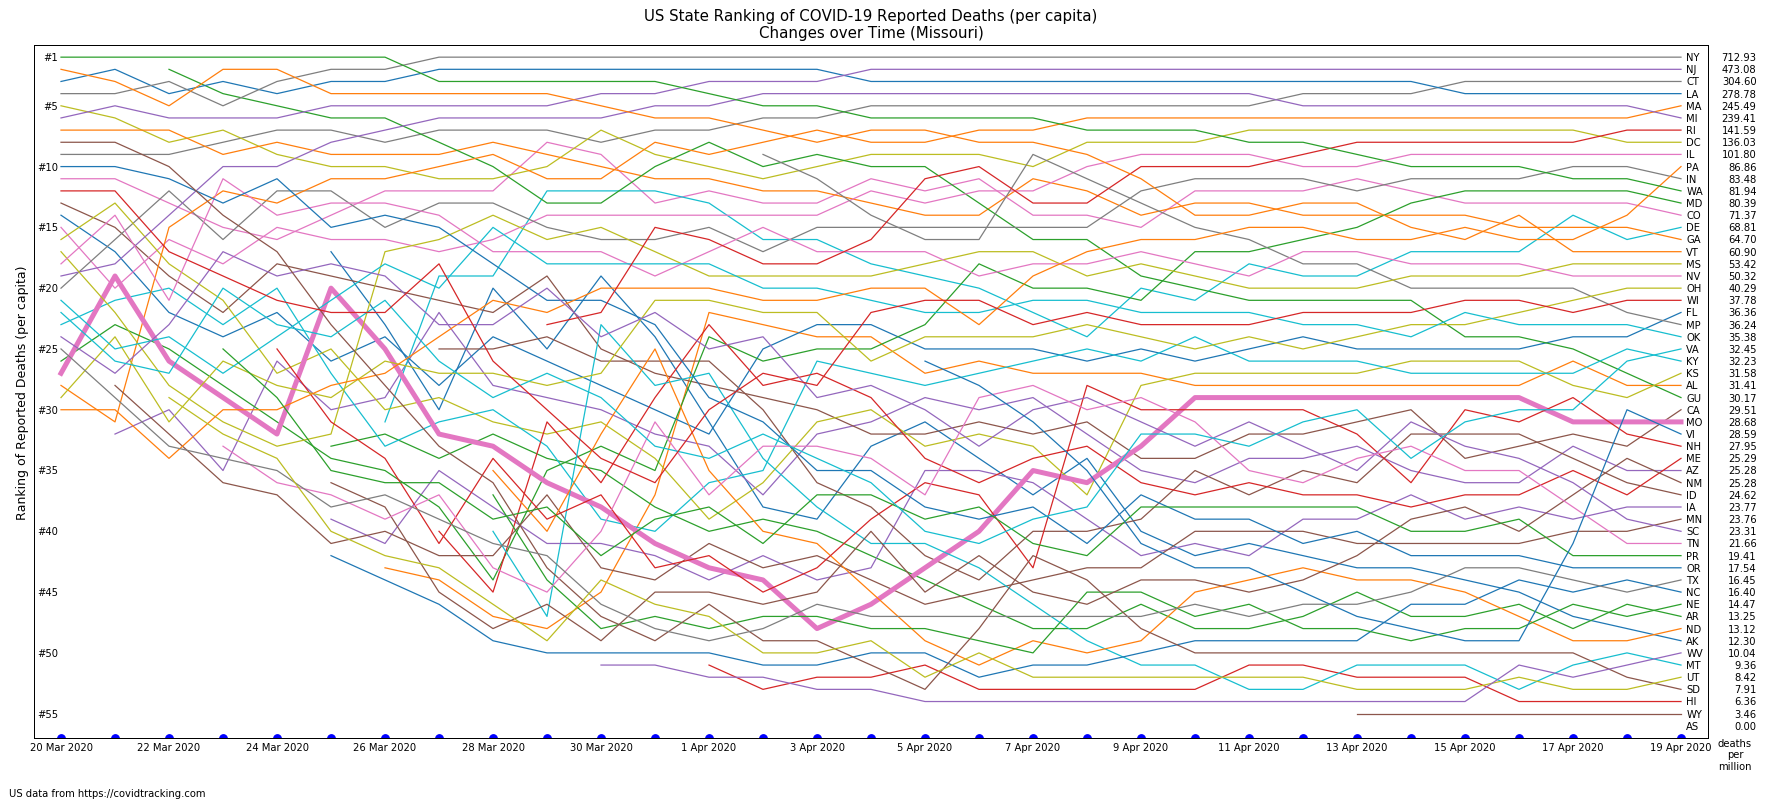 US State Ranking of COVID-19 Reported Deaths (per capita)
Changes over Time (Missouri)
Ranking of Reported Deaths (per capita)
#1
#5
#10
#15
#20
#25
#30
#35
#40
#45
#50
#55
NY 712.93
NJ 473.08
CT 304.60
LA 278.78
MA 245.49
MI 239.41
RI 141.59
DC 136.03
IL 101.80
PA 86.86
IN 83.48
WA 81.94
MD 80.39
CO 71.37
DE 68.81
GA 64.70
VT 60.90
MS 53.42
NV 50.32
OH 40.29
WI 37.78
FL 36.36
MP 36.24
OK 35.38
VA 32.45
KY 32.23
KS 31.58
AL 31.41
GU 30.17
CA 29.51
MO 28.68
VI 28.59
NH 27.95
ME 25.29
AZ 25.28
NM 25.28
ID 24.62
IA 23.77
MN 23.76
SC 23.31
TN 21.66
PR 19.41
OR 17.54
TX 16.45
NC 16.40
NE 14.47
AR 13.25
ND 13.12
AK 12.30
WV 10.04
MT 9.36
UT 8.42
SD 7.91
HI 6.36
WY 3.46
AS 0.00
20 Mar 2020 22 Mar 2020 24 Mar 2020 26 Mar 2020 28 Mar 2020 30 Mar 2020 1 Apr 2020 3 Apr 2020 5 Apr 2020 7 Apr 2020 9 Apr 2020 11 Apr 2020 13 Apr 2020 15 Apr 2020 17 Apr 2020 19 Apr 2020
deaths
per
million
US data from https://covidtracking.com